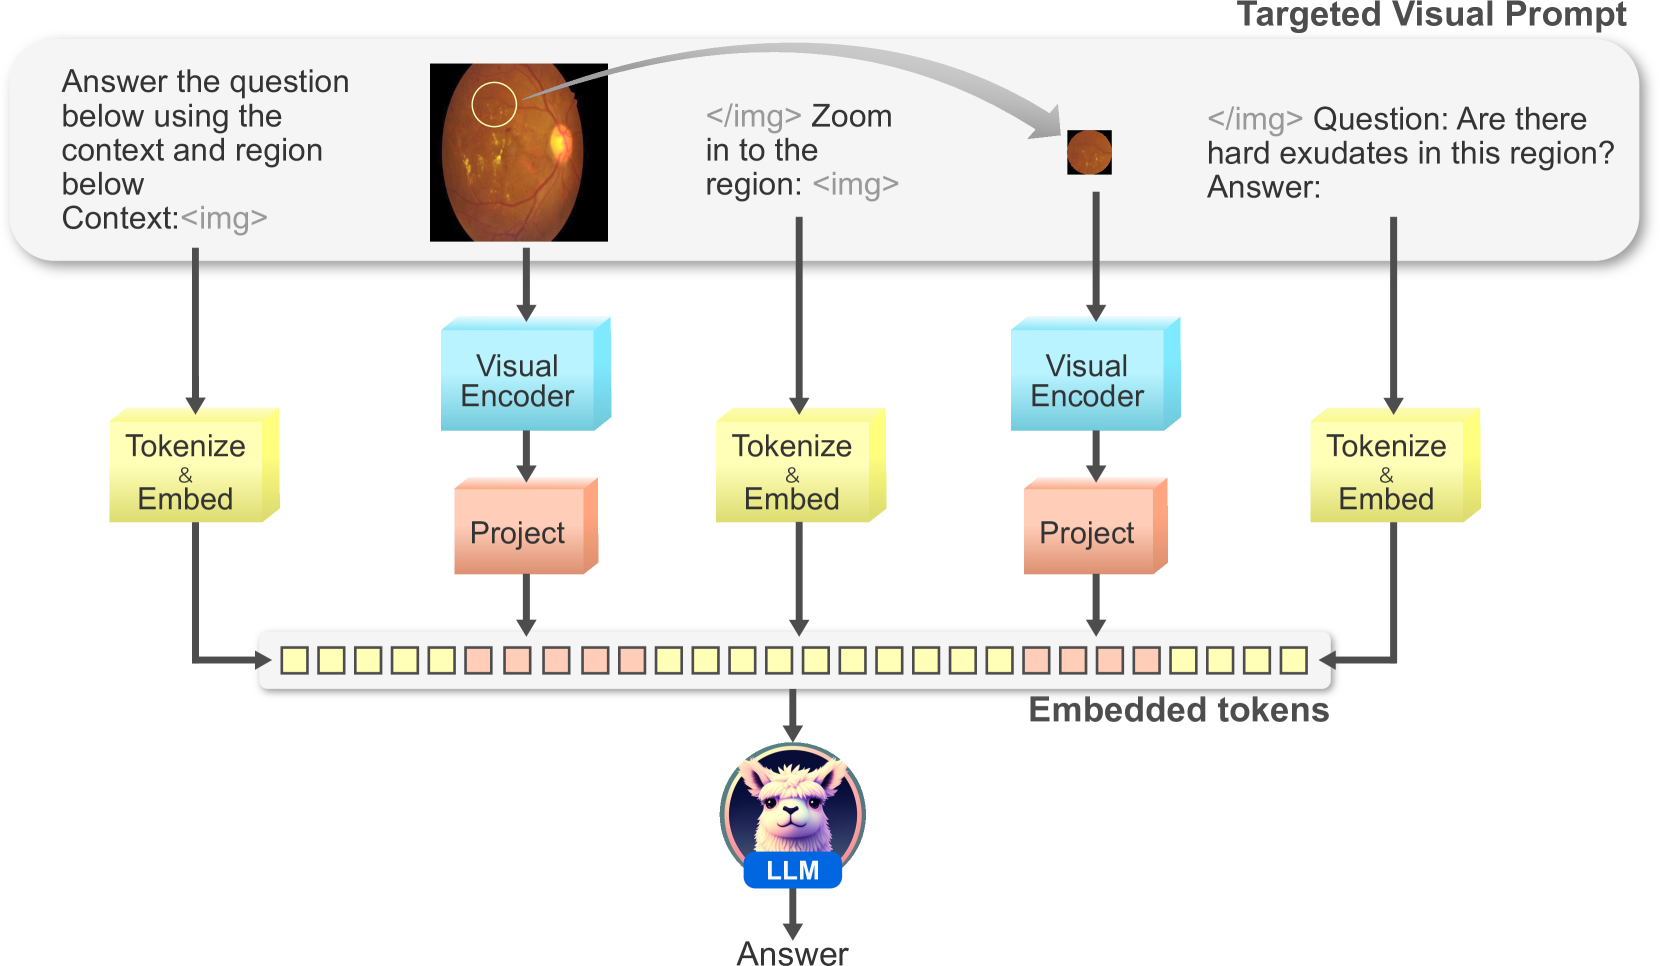 Targeted Visual Prompt
Answer the question
below using the
context and region
below
Context:<img>
</img> Zoom
in to the
region: <img>
</img> Question: Are there
hard exudates in this region?
Answer:
Visual
Encoder
Visual
Encoder
Tokenize
&
Embed
Tokenize
&
Embed
Tokenize
&
Embed
Project
Project
Embedded tokens
LLM
Answer